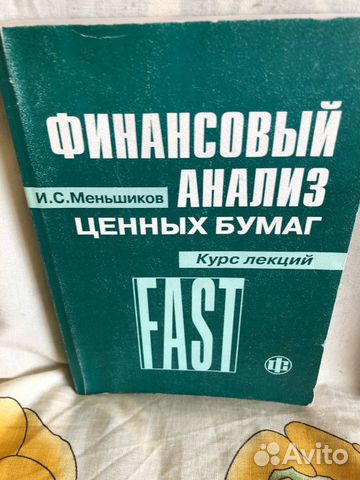 ФИНАНСОВЫЙ
И.С.Меньшиков АНАЛИЗ
ЦЕННЫХ БУМАГ
Курс лекций
FAST
Avito